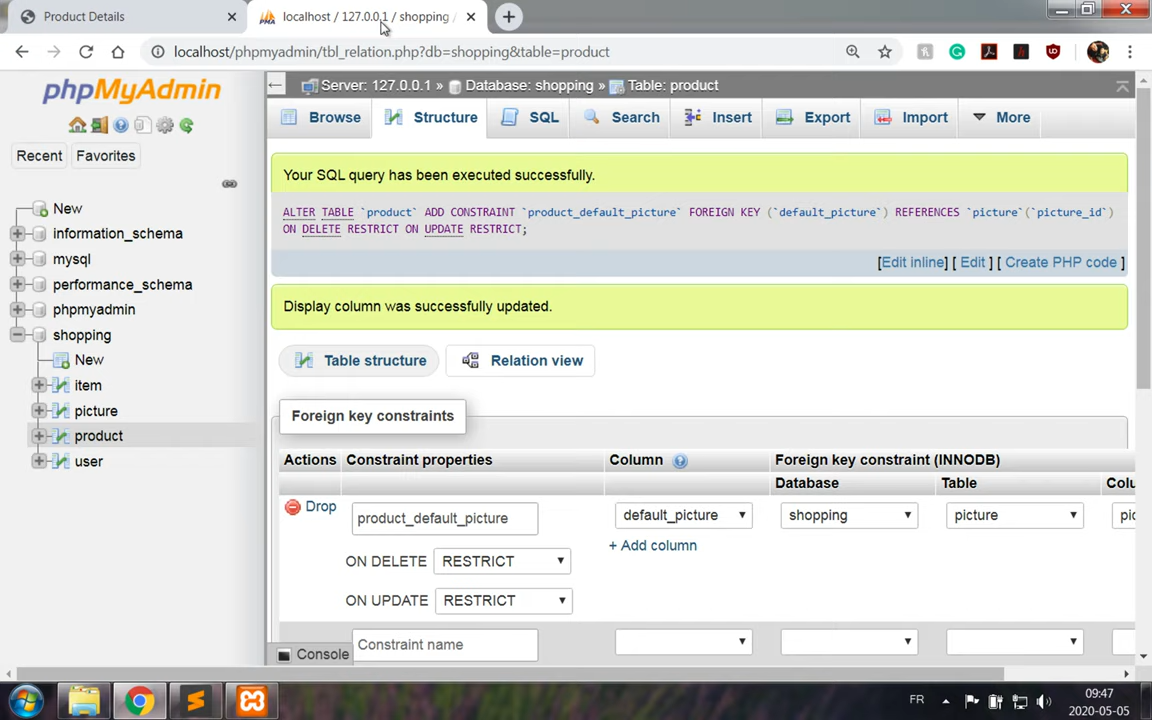 Product Details
localhost / 127.0.0.1 / shopping /
localhost/phpmyadmin/tbl_relation.php?db=shopping&table=product
phpMyAdmin
Recent
Favorites
New
information_schema
mysql
performance_schema
phpmyadmin
shopping
New
item
picture
product
user
Server: 127.0.0.1 » Database: shopping » Table: product
Browse
Structure
SQL
Search
Insert
Export
Import
More
Your SQL query has been executed successfully.
ALTER TABLE `product` ADD CONSTRAINT `product_default_picture` FOREIGN KEY (`default_picture`) REFERENCES `picture`(`picture_id`)
ON DELETE RESTRICT ON UPDATE RESTRICT;
[Edit inline] [ Edit ] [ Create PHP code ]
Display column was successfully updated.
Table structure
Relation view
Foreign key constraints
Actions Constraint properties Column Foreign key constraint (INNODB)
Database Table Colu
Drop
product_default_picture
default_picture
shopping
picture
pic
+ Add column
ON DELETE RESTRICT
ON UPDATE RESTRICT
Constraint name
Console
FR
09:47
2020-05-05